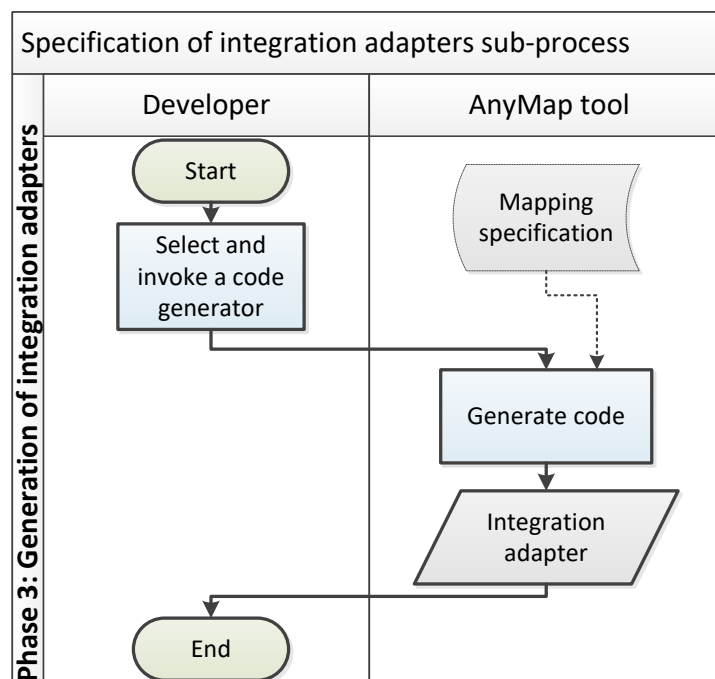 Specification of integration adapters sub-process
Phase 3: Generation of integration adapters
Developer
AnyMap tool
Start
Mapping
specification
Select and
invoke a code
generator
Generate code
Integration
adapter
End